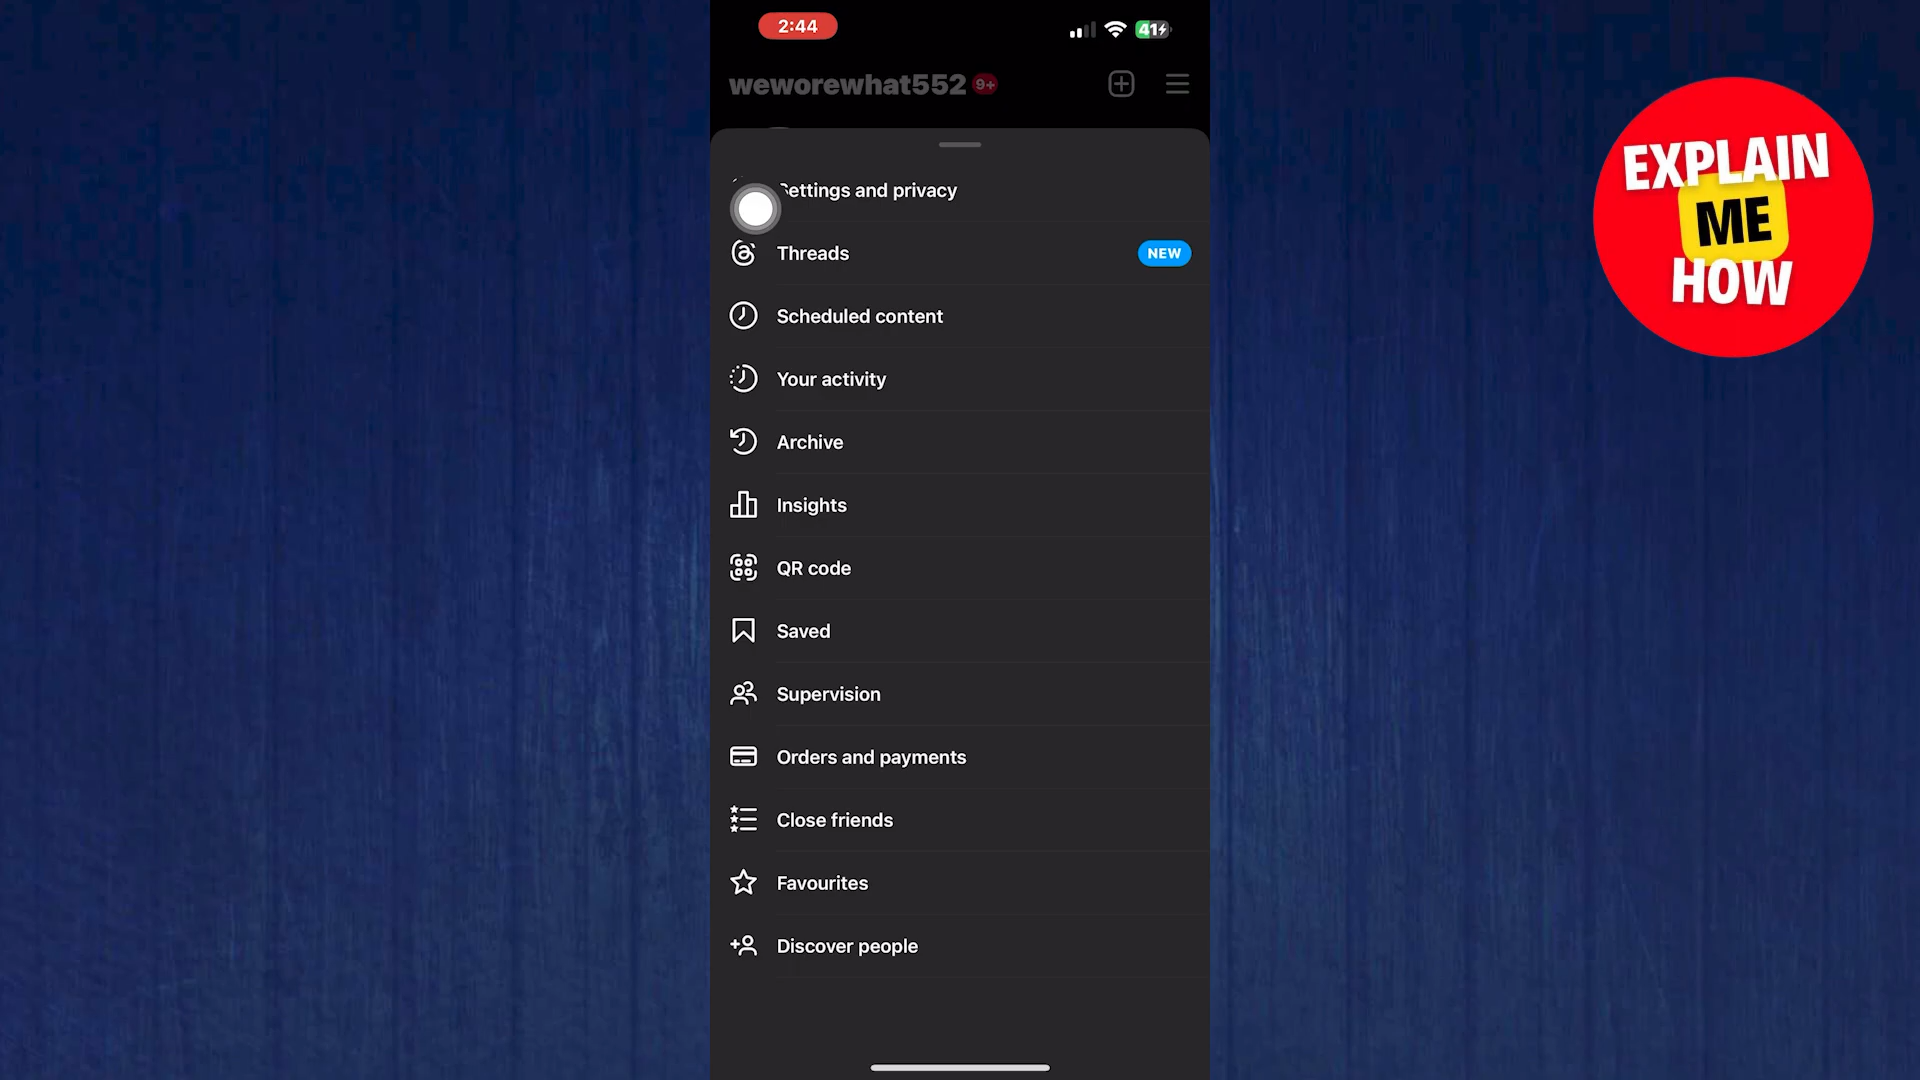 2:44
41
weworewhat552 9+
Settings and privacy
Threads NEW
Scheduled content
Your activity
Archive
Insights
QR code
Saved
Supervision
Orders and payments
Close friends
Favourites
Discover people
EXPLAIN
ME
HOW